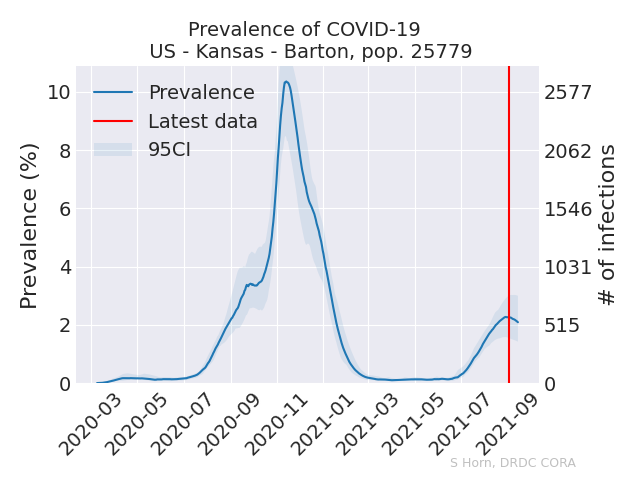 Prevalence of COVID-19
US - Kansas - Barton, pop. 25779
Prevalence (%)
10
8
6
4
2
0
Prevalence
Latest data
95CI
2577
2062
1546
1031
515
0
# of infections
2020-03
2020-05
2020-07
2020-09
2020-11
2021-01
2021-03
2021-05
2021-07
2021-09
S Horn, DRDC CORA